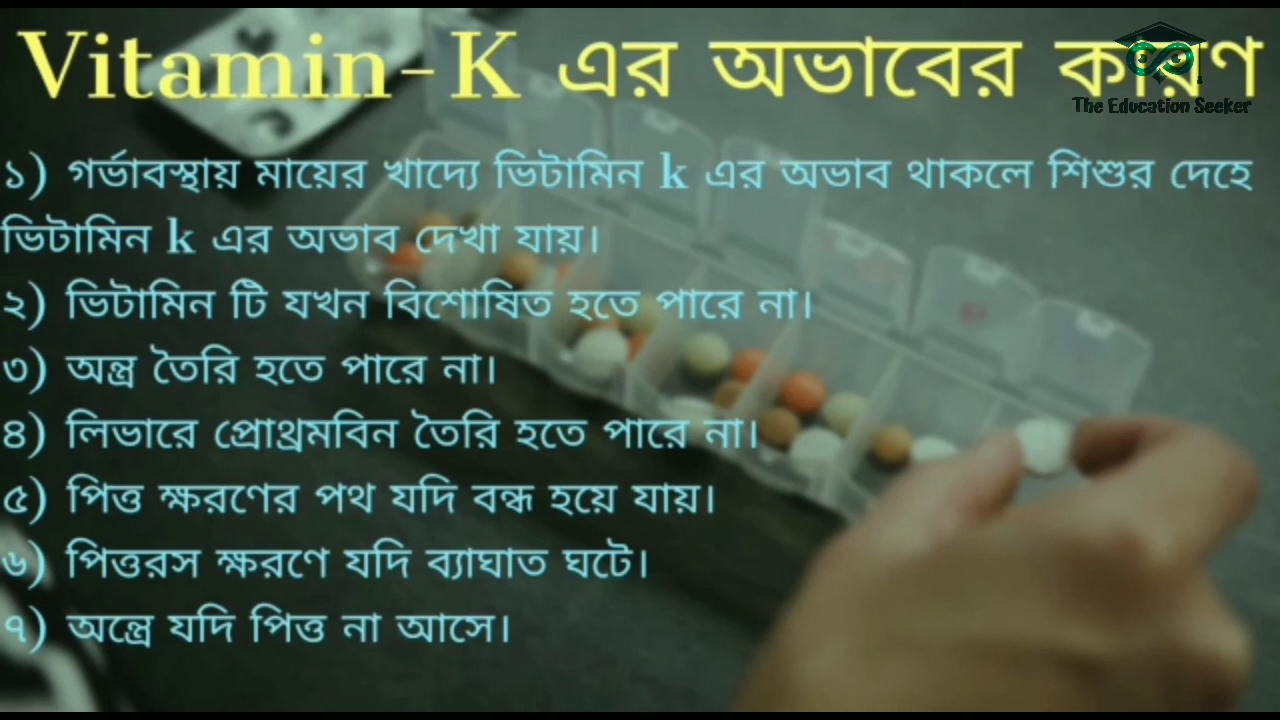 Vitamin-K এর অভাবের কারণ
The Education Seeker
১) গর্ভাবস্থায় মায়ের খাদ্যে ভিটামিন k এর অভাব থাকলে শিশুর দেহে
ভিটামিন k এর অভাব দেখা যায়।
২) ভিটামিন টি যখন বিশোষিত হতে পারে না।
৩) অন্ত্র তৈরি হতে পারে না।
৪) লিভারে প্রোথ্রমবিন তৈরি হতে পারে না।
৫) পিত্ত ক্ষরণের পথ যদি বন্ধ হয়ে যায়।
৬) পিত্তরস ক্ষরণে যদি ব্যাঘাত ঘটে।
৭) অন্ত্রে যদি পিত্ত না আসে।